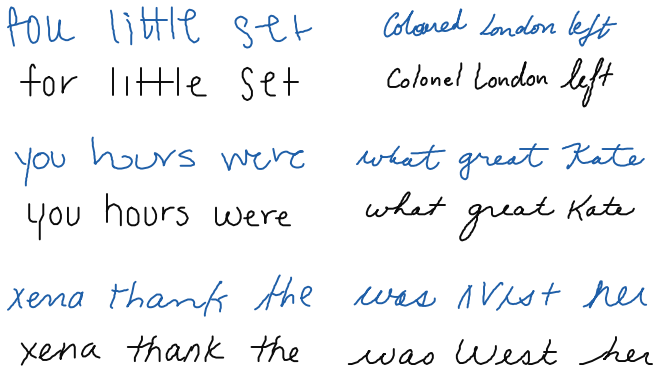 fou little set
for little set
you hours were
you hours were
xena thank the
xena thank the
Coloured London left
Colonel London left
what great Kate
what great Kate
was West her
was West her